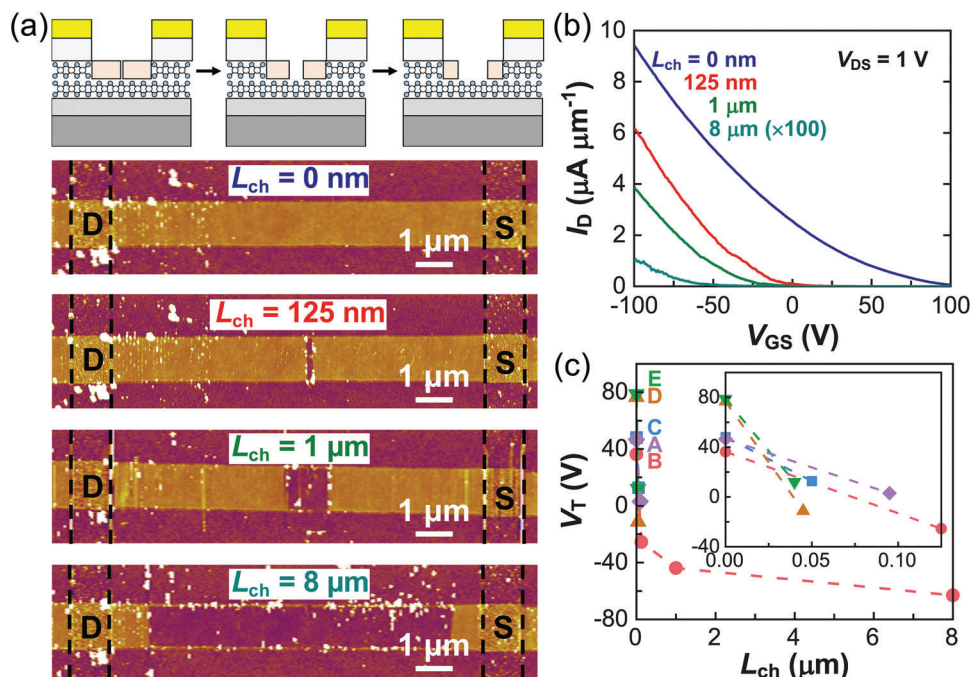 (a)
L_ch = 0 nm
D
S
1 μm
L_ch = 125 nm
D
S
1 μm
L_ch = 1 μm
D
S
1 μm
L_ch = 8 μm
D
S
1 μm
(b)
10
8
6
4
2
0
I_D (μA μm⁻¹)
L_ch = 0 nm
125 nm
1 μm
8 μm (×100)
V_DS = 1 V
-100
-50
0
50
100
V_GS (V)
(c)
80
40
0
-40
-80
V_T (V)
E
D
C
A
B
80
40
0
-40
0.00
0.05
0.10
0
2
4
6
8
L_ch (μm)